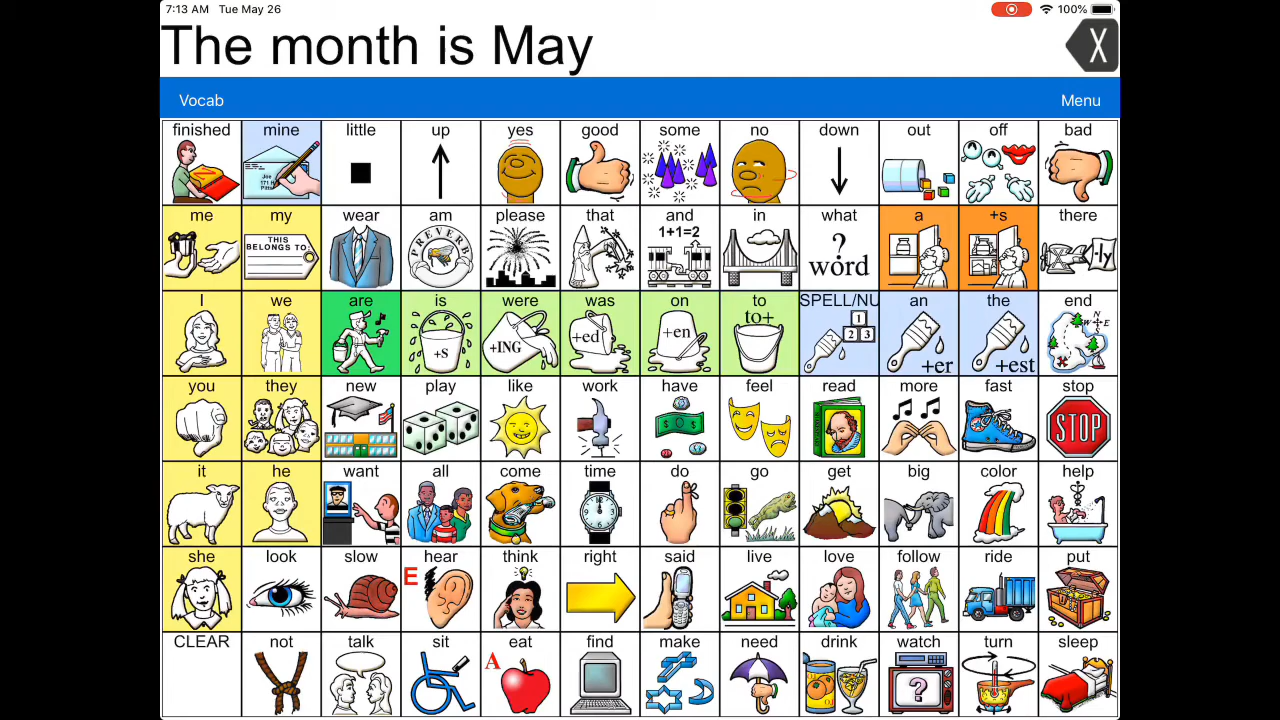 7:13 AM Tue May 26 100%
The month is May X
Vocab Menu
finished mine little up yes good some no down out off bad
Joe
171 H
Pitts
me my wear am please that and in what a +s there
THIS BELONGS TO: PREVERB 1+1=2 ? word -ly
I we are is were was on to SPELL/NU an the end
+S +ING +ed +en to+ 1 2 3 +er +est N W E S X
you they new play like work have feel read more fast stop
$ STOP
it he want all come time do go get big color help
she look slow hear think right said live love follow ride put
E
CLEAR not talk sit eat find make need drink watch turn sleep
A ?